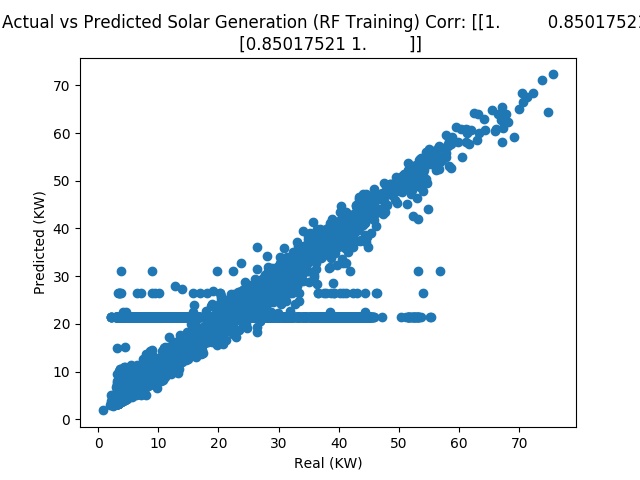 Actual vs Predicted Solar Generation (RF Training) Corr: [[1. 0.85017521
[0.85017521 1. ]]
70
60
50
40
30
20
10
0
Predicted (KW)
0 10 20 30 40 50 60 70
Real (KW)